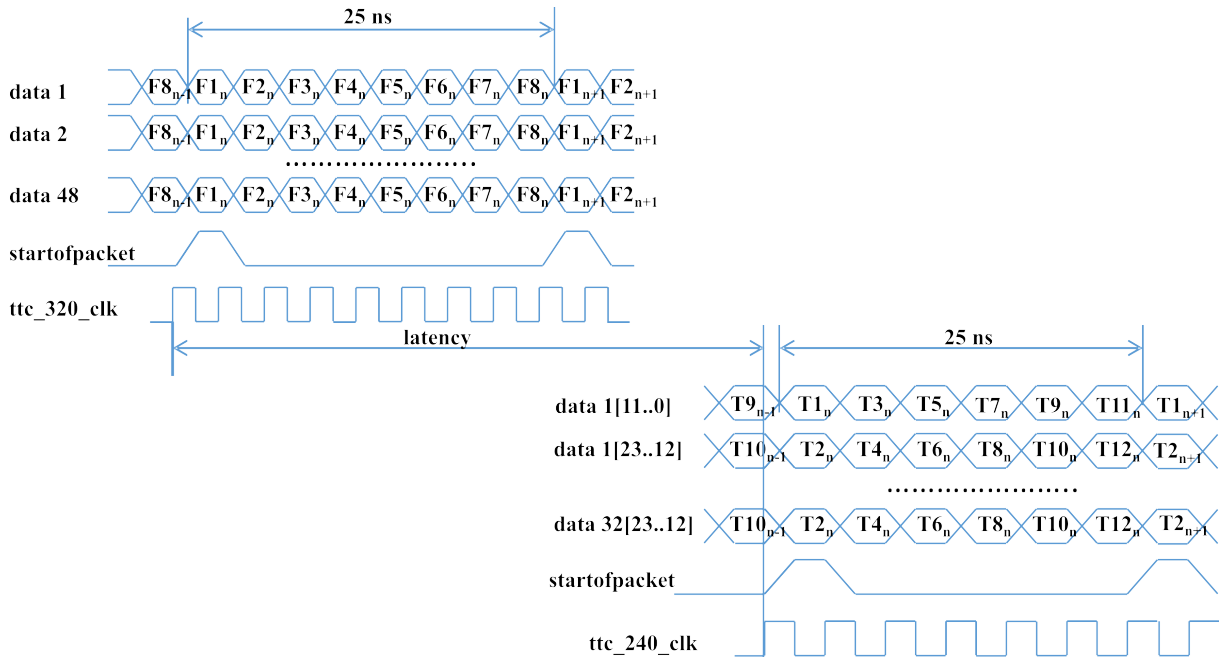 25 ns
data 1 F8n-1 F1n F2n F3n F4n F5n F6n F7n F8n F1n+1 F2n+1
data 2 F8n-1 F1n F2n F3n F4n F5n F6n F7n F8n F1n+1 F2n+1
........................
data 48 F8n-1 F1n F2n F3n F4n F5n F6n F7n F8n F1n+1 F2n+1
startofpacket
ttc_320_clk
latency 25 ns
data 1[11..0] T9n-1 T1n T3n T5n T7n T9n T11n T1n+1
data 1[23..12] T10n-1 T2n T4n T6n T8n T10n T12n T2n+1
........................
data 32[23..12] T10n-1 T2n T4n T6n T8n T10n T12n T2n+1
startofpacket
ttc_240_clk